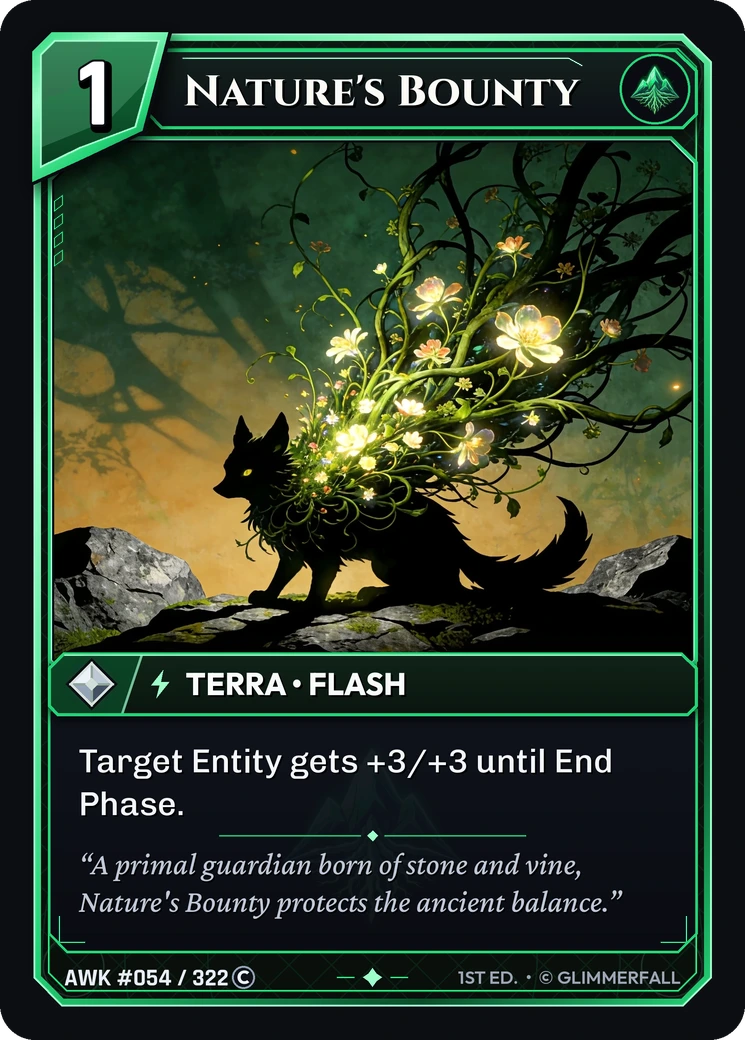 1
NATURE'S BOUNTY
TERRA • FLASH
Target Entity gets +3/+3 until End
Phase.
“A primal guardian born of stone and vine,
Nature's Bounty protects the ancient balance.”
AWK #054 / 322 Ⓒ
1ST ED. • © GLIMMERFALL